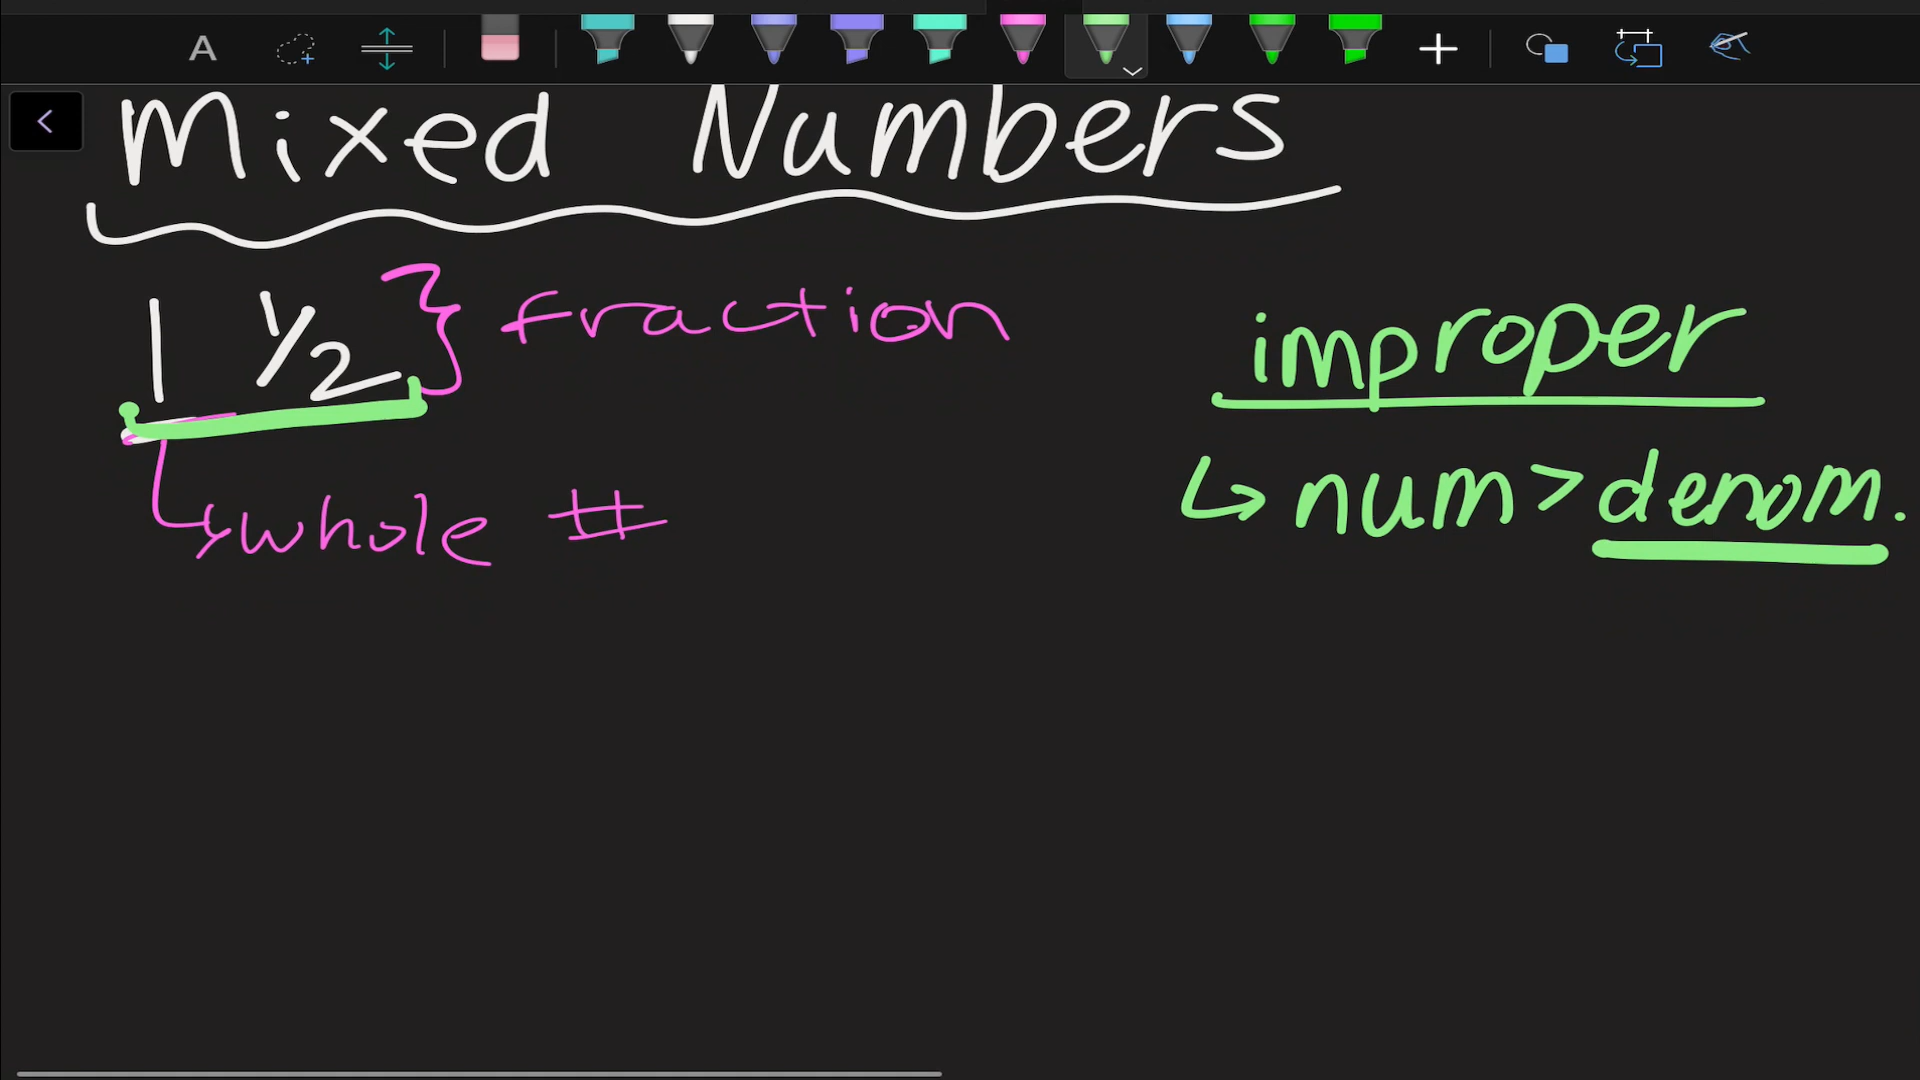 A
Mixed Numbers
1 1/2 } fraction
improper
↳ num > denom.
↳ whole #